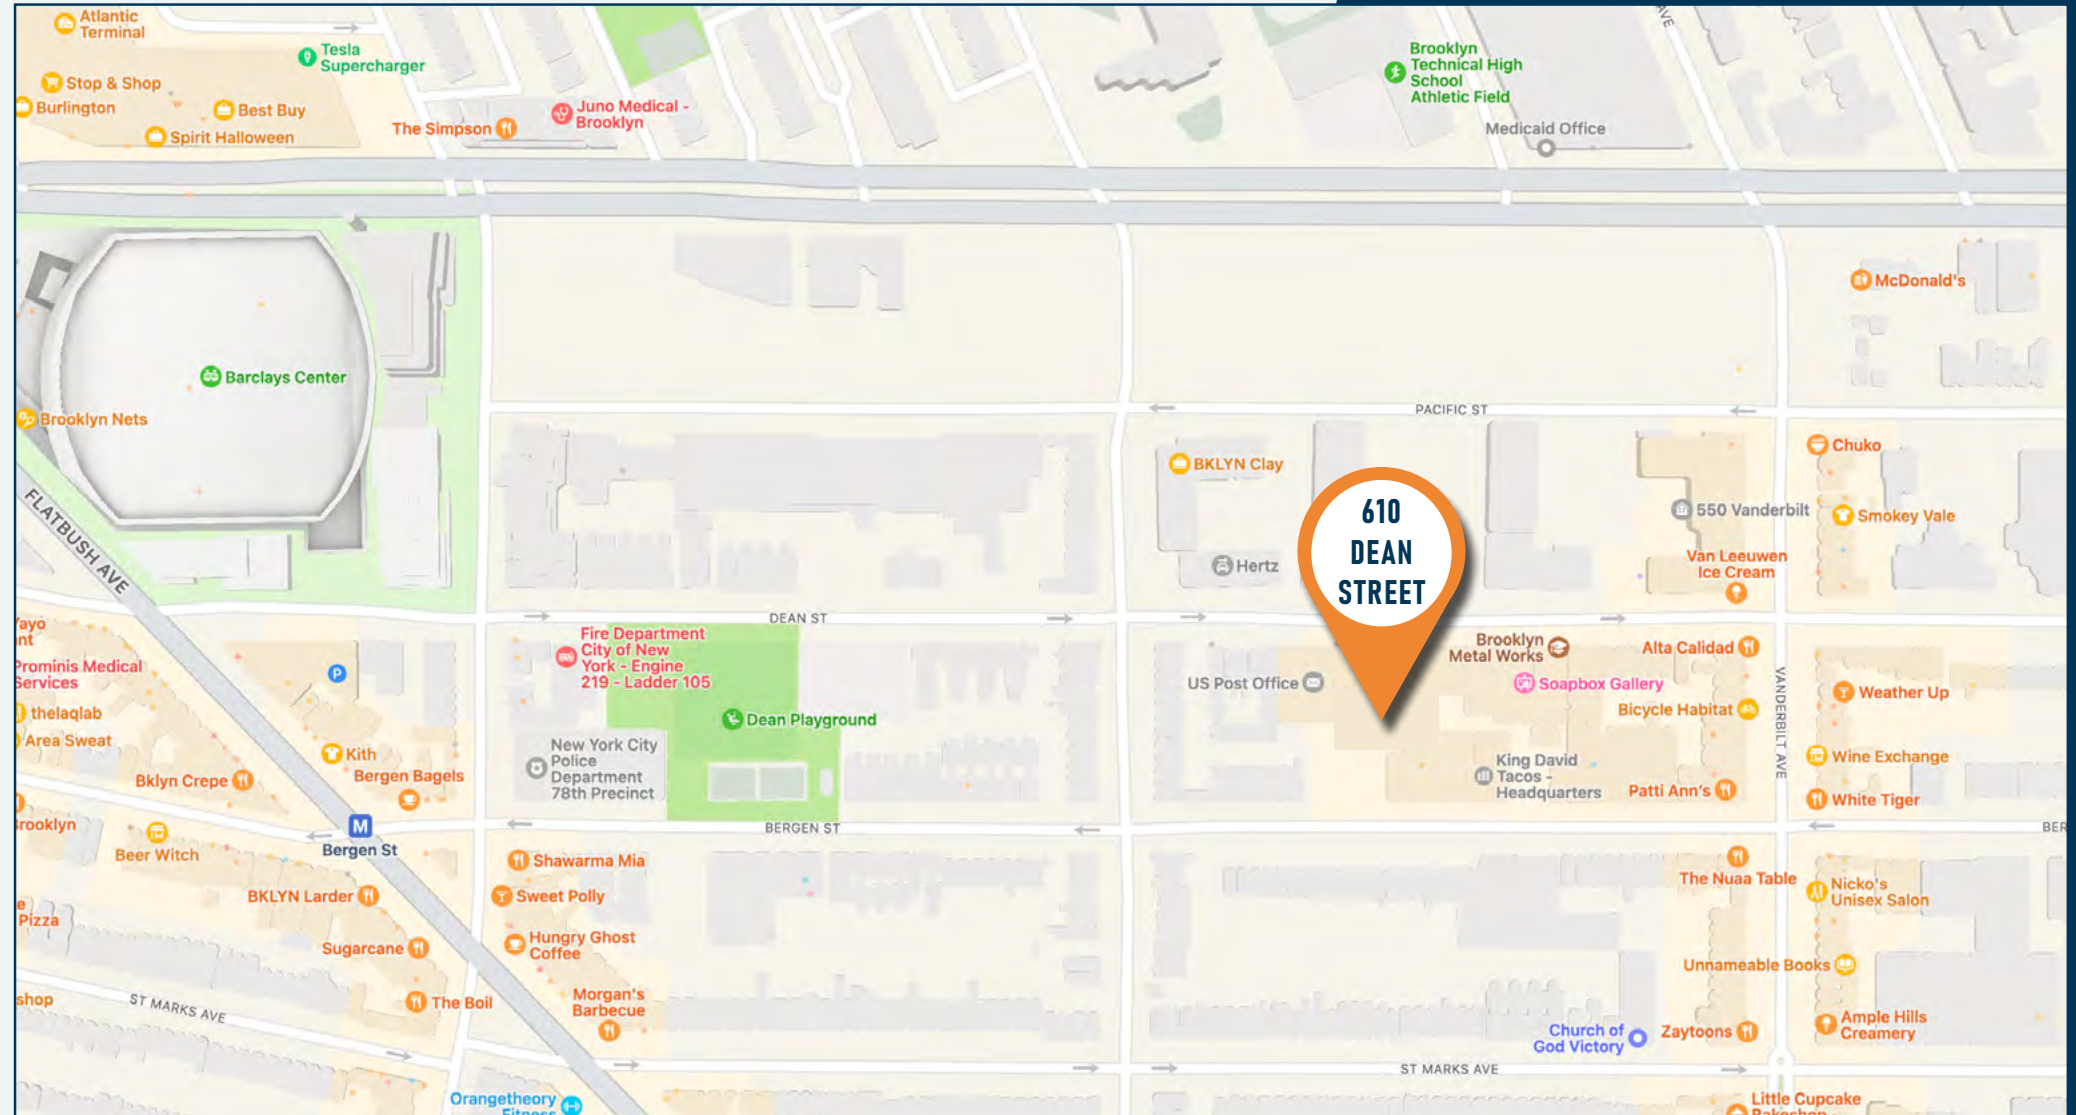 Atlantic
Terminal
Tesla
Supercharger
Stop & Shop
Burlington
Best Buy
Spirit Halloween
The Simpson
Juno Medical -
Brooklyn
Brooklyn
Technical High
School
Athletic Field
Medicaid Office
AVE
McDonald's
Barclays Center
Brooklyn Nets
FLATBUSH AVE
PACIFIC ST
BKLYN Clay
Hertz
610
DEAN
STREET
550 Vanderbilt
Van Leeuwen
Ice Cream
Chuko
Smokey Vale
DEAN ST
Fire Department
City of New
York - Engine
219 - Ladder 105
Dean Playground
New York City
Police
Department
78th Precinct
US Post Office
Brooklyn
Metal Works
Soapbox Gallery
Alta Calidad
Bicycle Habitat
King David
Tacos -
Headquarters
Patti Ann's
VANDERBILT AVE
Weather Up
Wine Exchange
White Tiger
Yayo
nt
Prominis Medical
Services
thelaqlab
Area Sweat
P
Kith
Bergen Bagels
Bklyn Crepe
rooklyn
Beer Witch
M
Bergen St
BERGEN ST
BER
BKLYN Larder
Sugarcane
The Boil
e
Pizza
shop
ST MARKS AVE
Shawarma Mia
Sweet Polly
Hungry Ghost
Coffee
Morgan's
Barbecue
The Nuaa Table
Nicko's
Unisex Salon
Unnameable Books
Church of
God Victory
Zaytoons
Ample Hills
Creamery
ST MARKS AVE
Orangetheory
Fitness
Little Cupcake
Bakeshop -